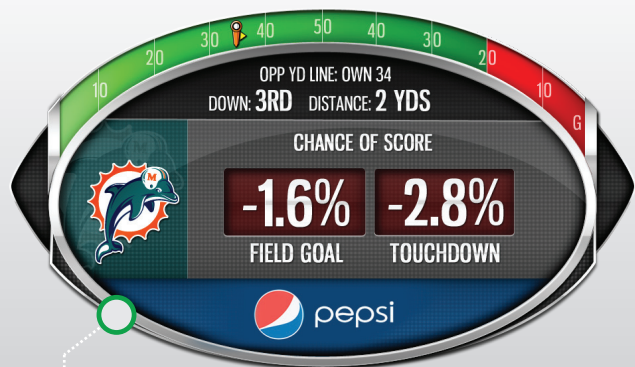 10 20 30 40 50 40 30 20 10 G
OPP YD LINE: OWN 34
DOWN: 3RD DISTANCE: 2 YDS
CHANCE OF SCORE
M
-1.6% -2.8%
FIELD GOAL TOUCHDOWN
pepsi